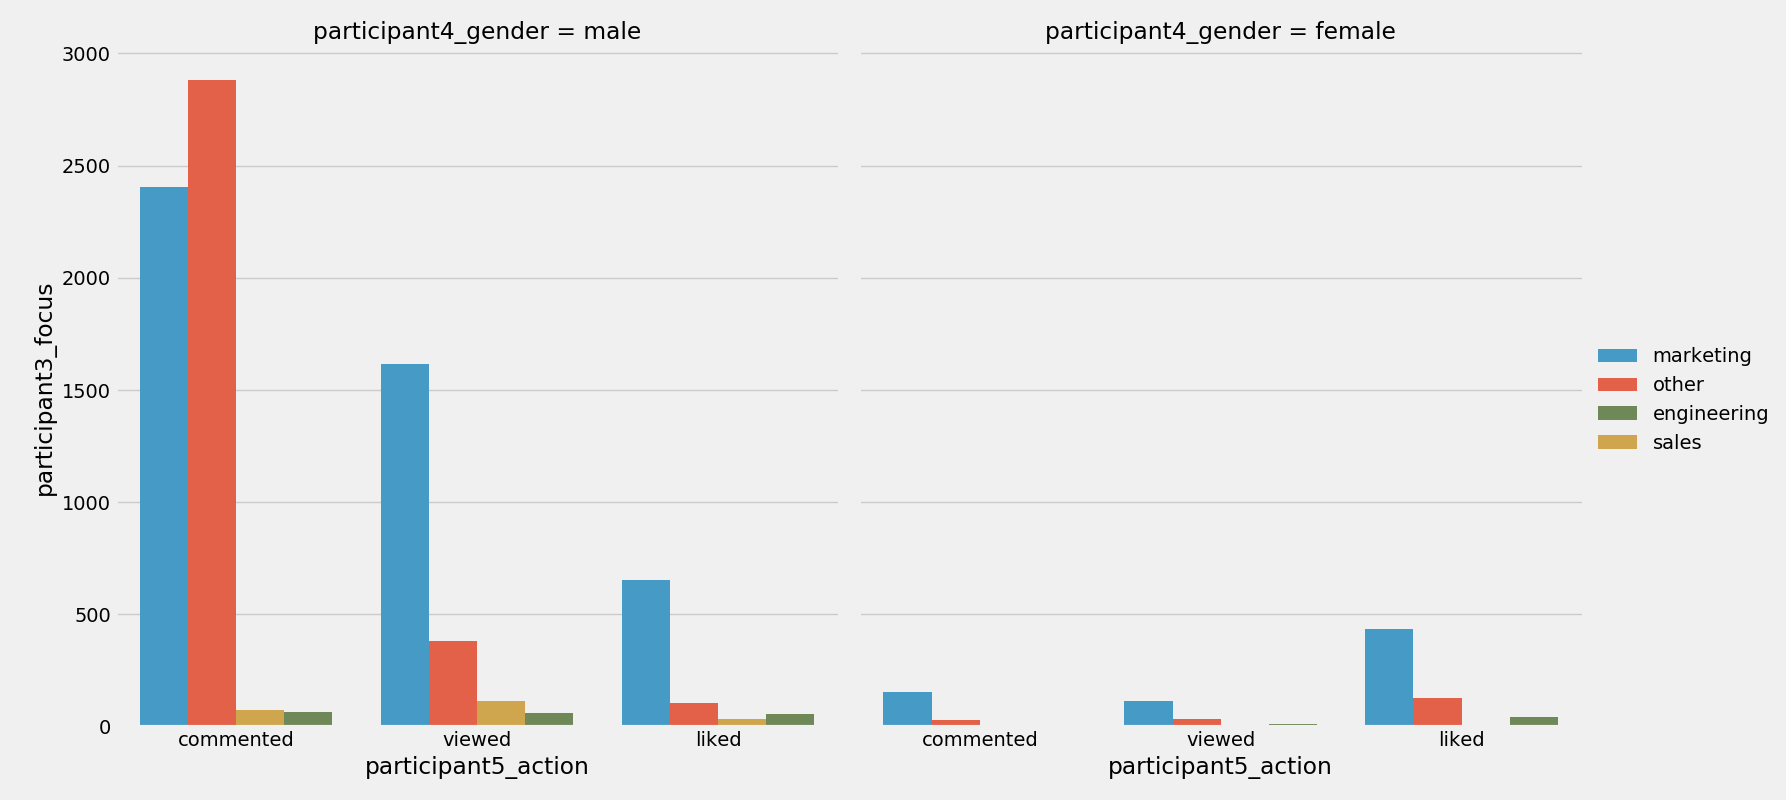 participant4_gender = male
participant4_gender = female
3000
2500
2000
1500
1000
500
0
participant3_focus
commented viewed liked
commented viewed liked
participant5_action
participant5_action
marketing
other
engineering
sales